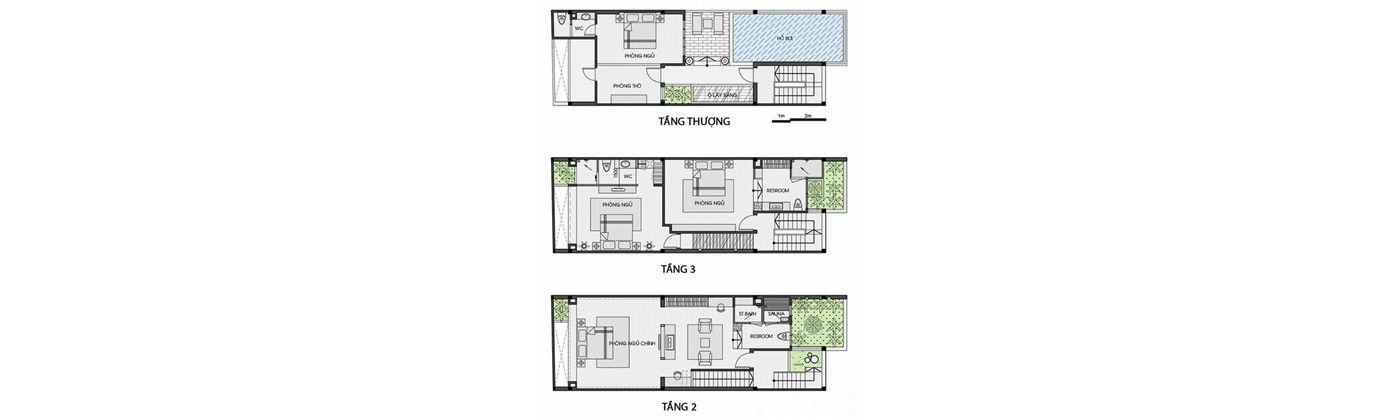 WC
HỒ BƠI
PHÒNG NGỦ
PHÒNG THỜ
Ô LẤY SÁNG
TẦNG THƯỢNG
1m 2m
WC
RESROOM
PHÒNG NGỦ
PHÒNG NGỦ
TẦNG 3
ST.BATH
SAUNA
RESROOM
PHÒNG NGỦ CHÍNH
TẦNG 2